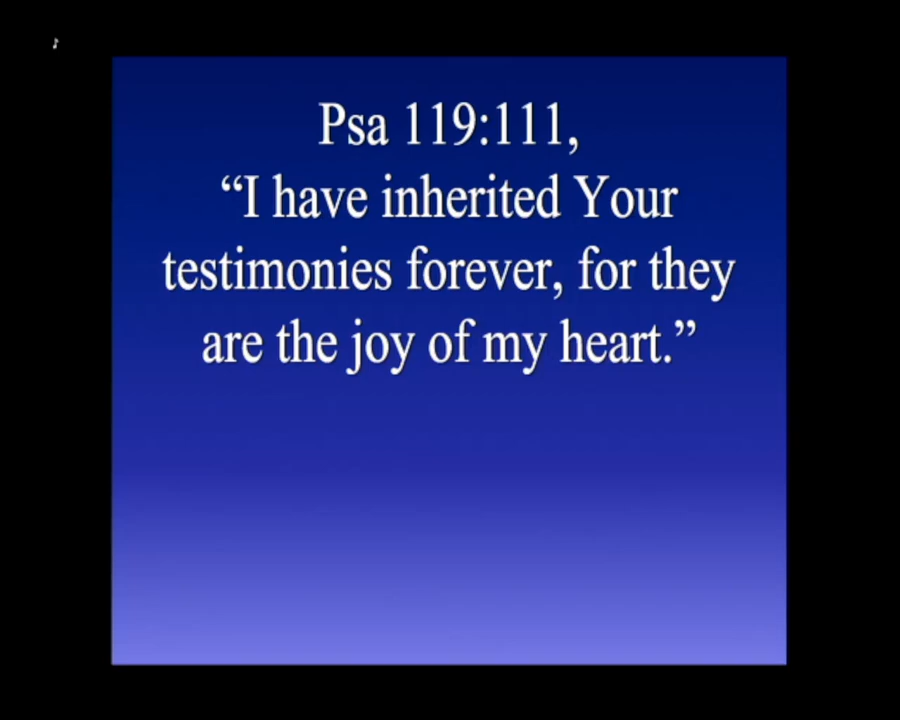 Psa 119:111,
“I have inherited Your
testimonies forever, for they
are the joy of my heart.”